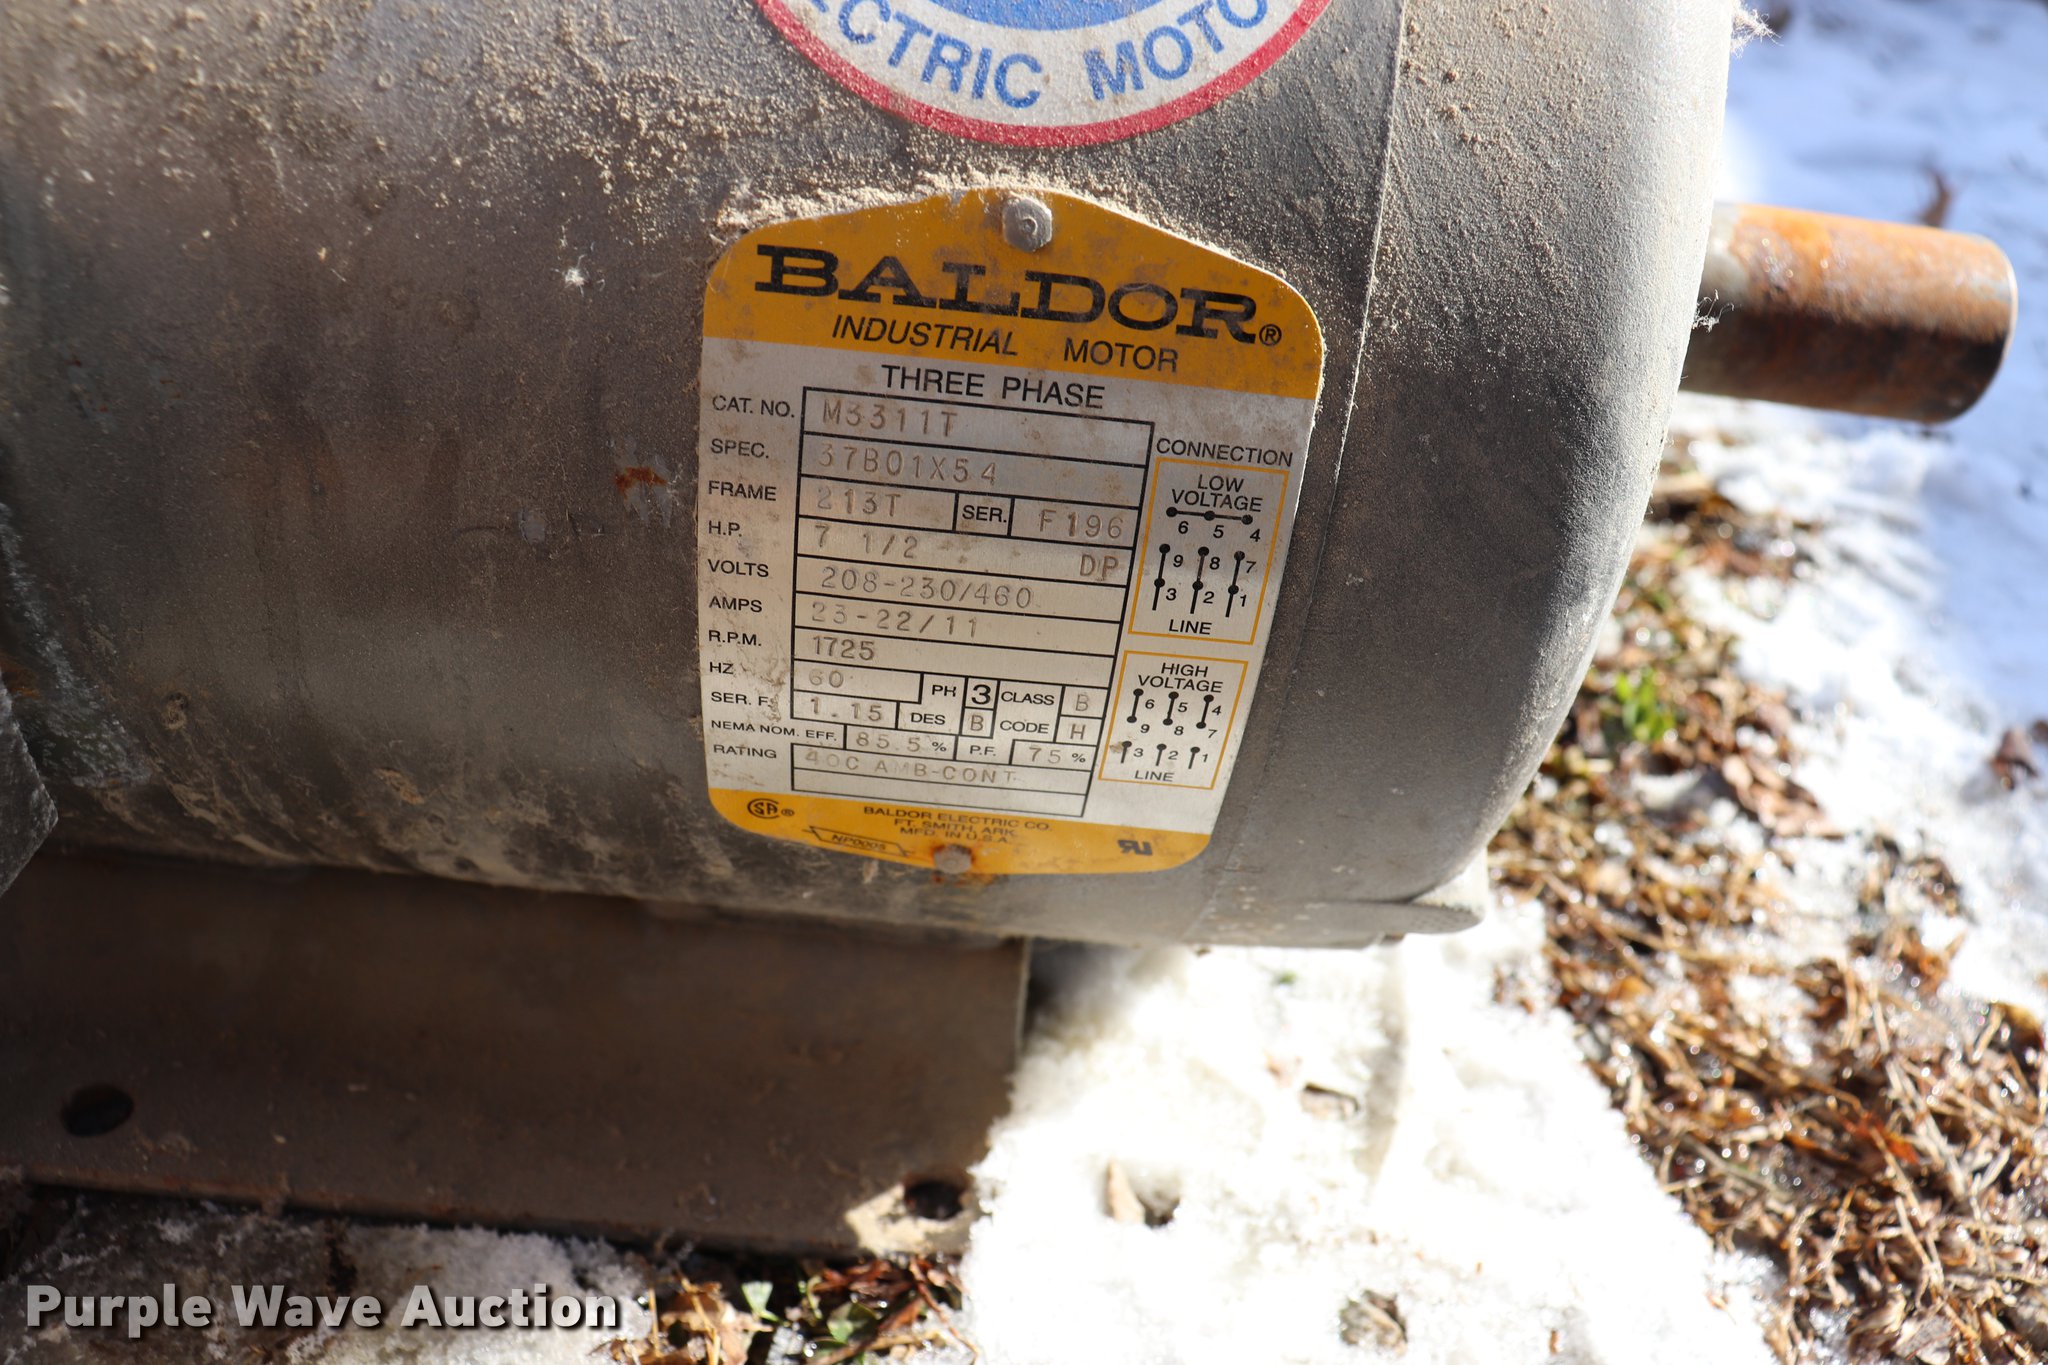 ECTRIC MOTO
BALDOR®
INDUSTRIAL MOTOR
THREE PHASE
CAT. NO. M3311T
SPEC. 37B01X54
FRAME 213T SER. F196
H.P. 7 1/2 DP
VOLTS 208-230/460
AMPS 23-22/11
R.P.M. 1725
HZ 60 PH 3 CLASS B
SER. F. 1.15 DES B CODE H
NEMA NOM. EFF. 85.5 % P.F. 75 %
RATING 40C AMB-CONT
CONNECTION
LOW
VOLTAGE
6 5 4
9 8 7
3 2 1
LINE
HIGH
VOLTAGE
6 5 4
9 8 7
3 2 1
LINE
SA®
BALDOR ELECTRIC CO.
FT. SMITH, ARK.
MFD. IN U.S.A.
NP0005
Purple Wave Auction